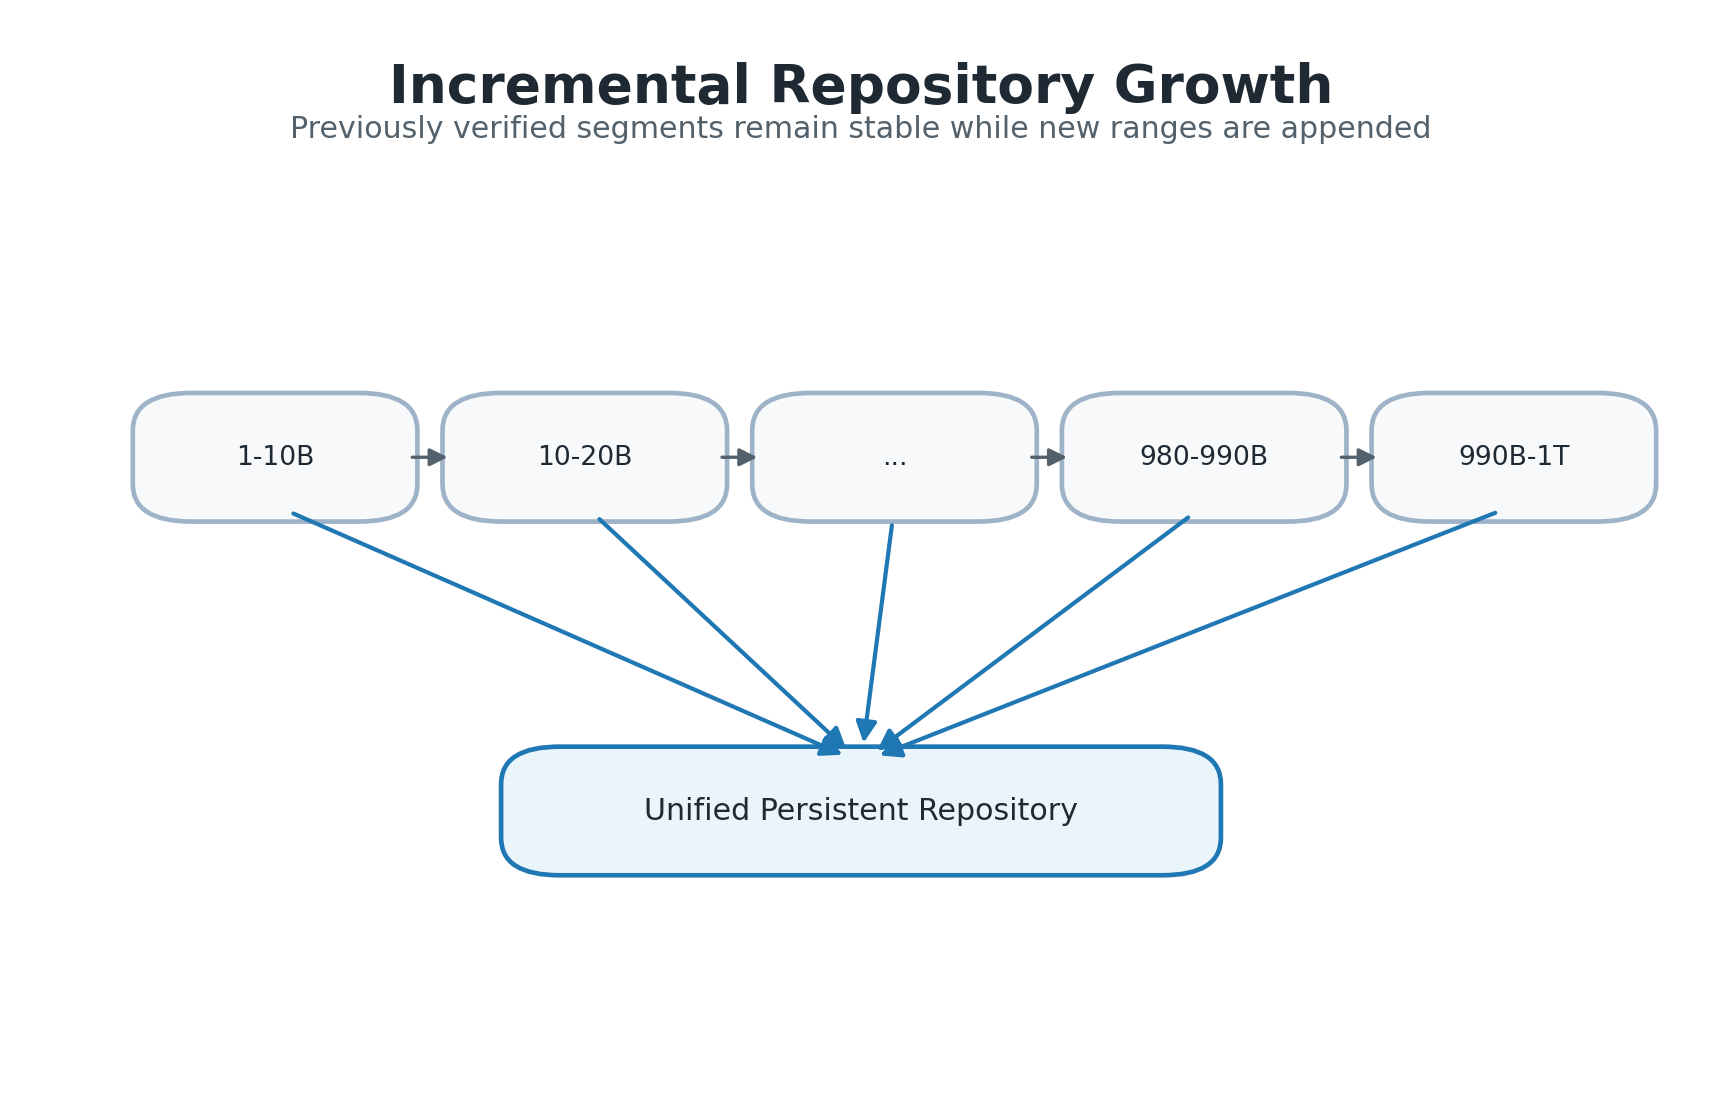 Incremental Repository Growth
Previously verified segments remain stable while new ranges are appended
1-10B
10-20B
...
980-990B
990B-1T
Unified Persistent Repository